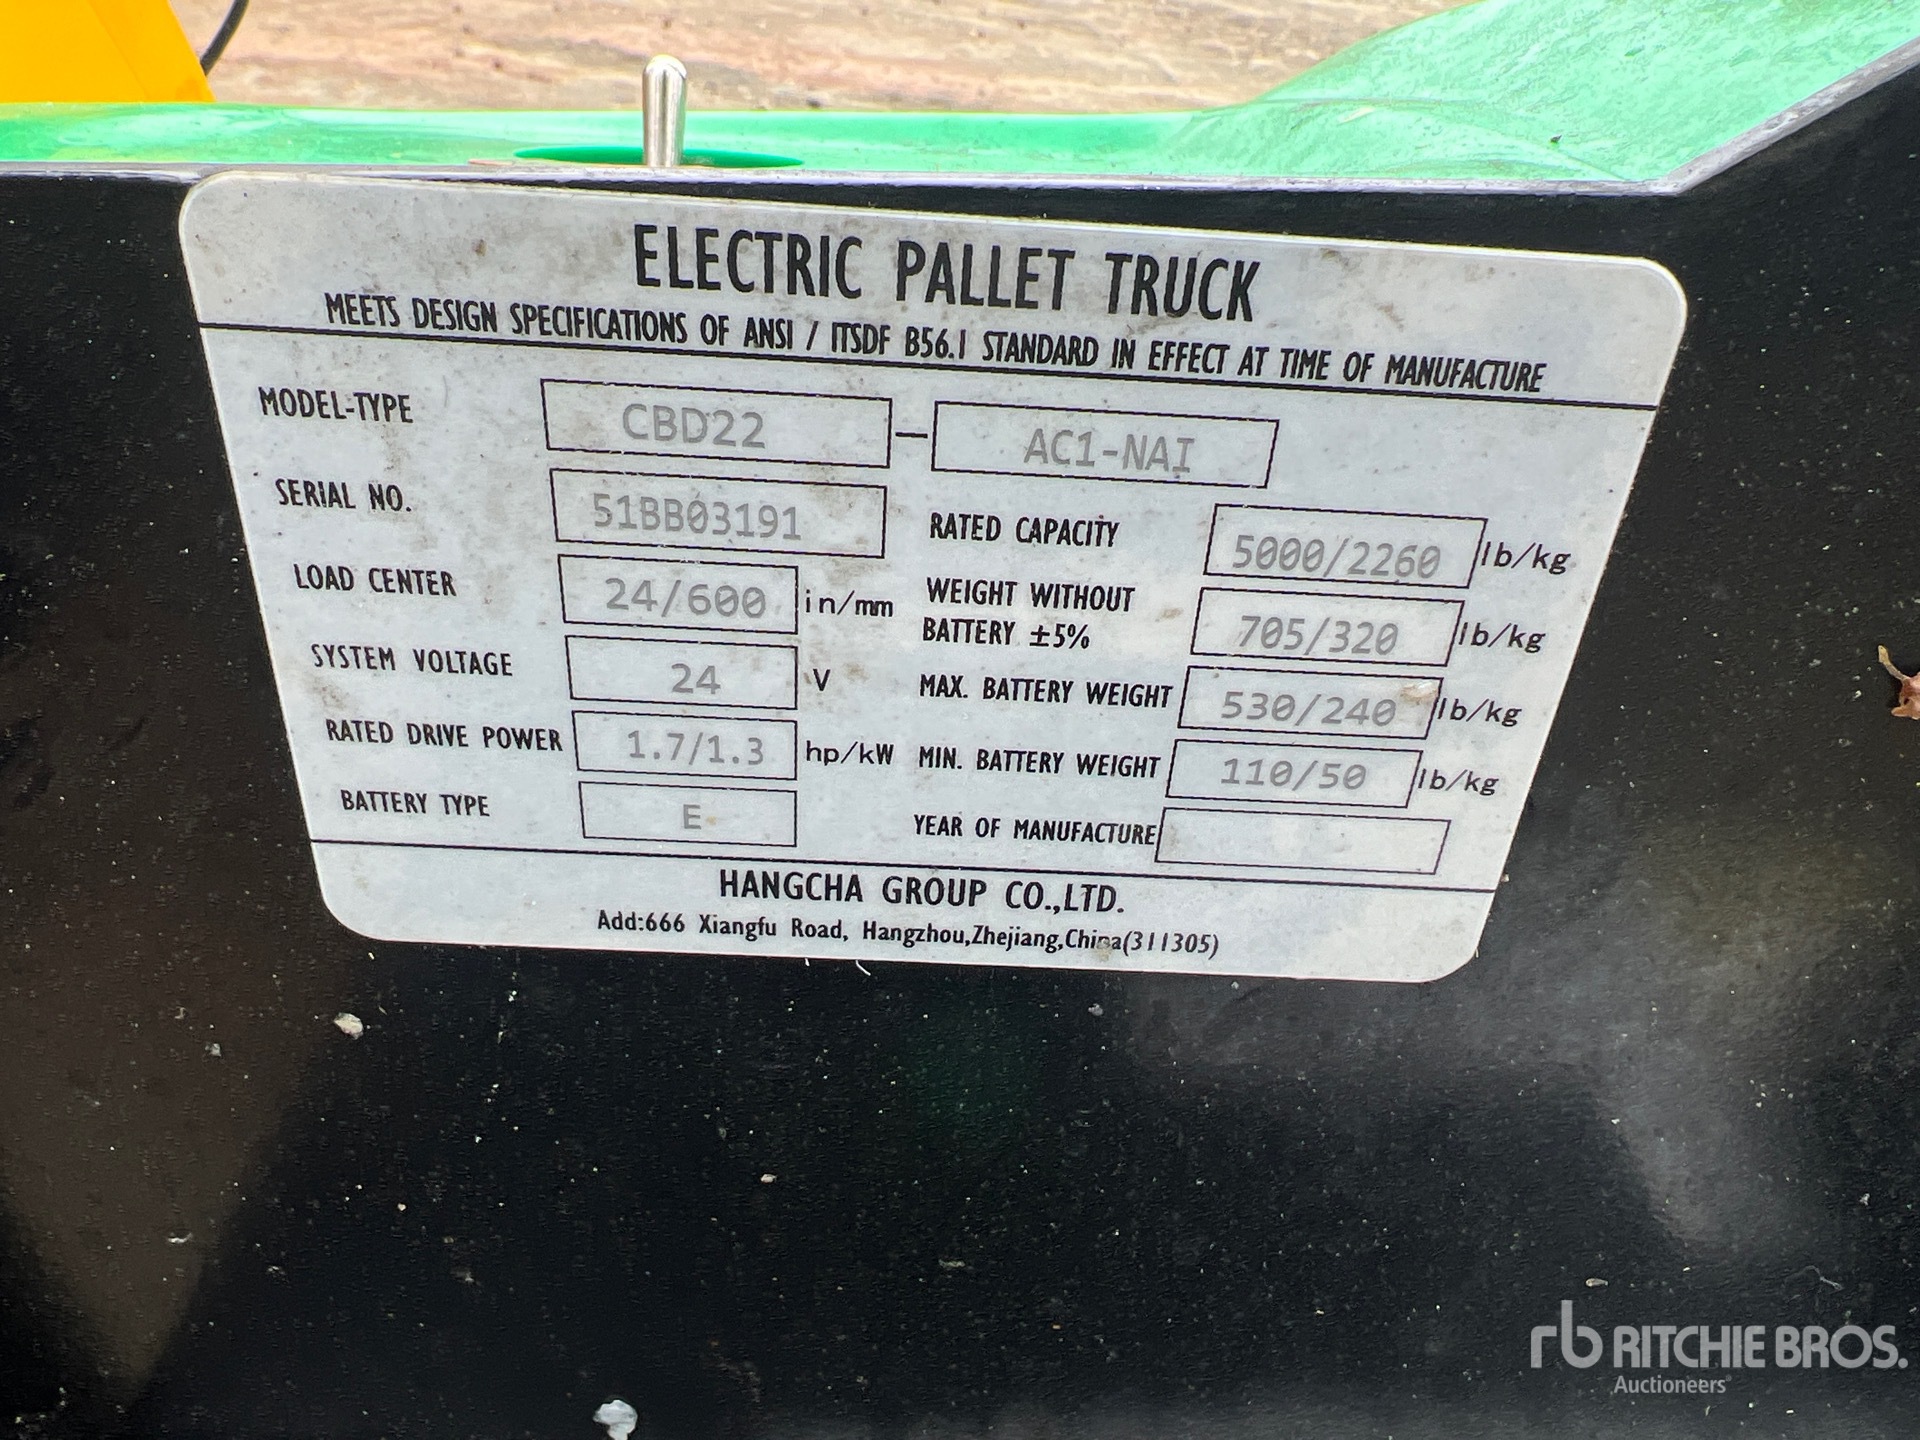 ELECTRIC PALLET TRUCK
MEETS DESIGN SPECIFICATIONS OF ANSI / ITSDF B56.1 STANDARD IN EFFECT AT TIME OF MANUFACTURE
MODEL-TYPE CBD22 - AC1-NAI
SERIAL NO. 51BB03191
RATED CAPACITY 5000/2260 lb/kg
LOAD CENTER 24/600 in/mm
WEIGHT WITHOUT
BATTERY ±5% 705/320 lb/kg
SYSTEM VOLTAGE 24 V
MAX. BATTERY WEIGHT 530/240 lb/kg
RATED DRIVE POWER 1.7/1.3 hp/kW
MIN. BATTERY WEIGHT 110/50 lb/kg
BATTERY TYPE E
YEAR OF MANUFACTURE
HANGCHA GROUP CO.,LTD.
Add:666 Xiangfu Road, Hangzhou,Zhejiang,China(311305)
rb RITCHIE BROS.
Auctioneers